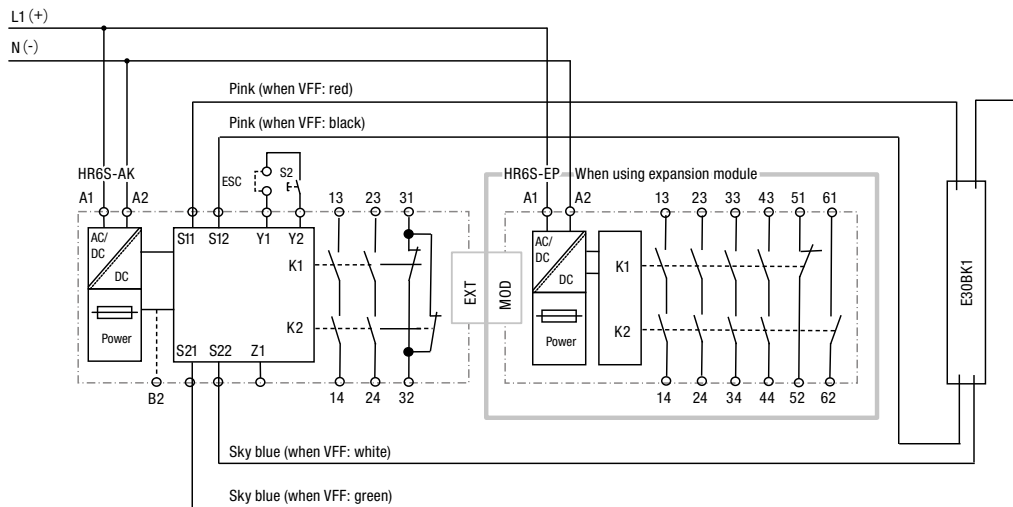 L1(+)
N(-)
Pink (when VFF: red)
Pink (when VFF: black)
HR6S-AK
ESC
S2
HR6S-EP
When using expansion module
A1
A2
13
23
31
A1
A2
13
23
33
43
51
61
AC/
DC
DC
Power
S11
S12
Y1
Y2
K1
K2
S21
S22
Z1
EXT
MOD
AC/
DC
DC
Power
K1
K2
E30BK1
B2
14
24
32
14
24
34
44
52
62
Sky blue (when VFF: white)
Sky blue (when VFF: green)